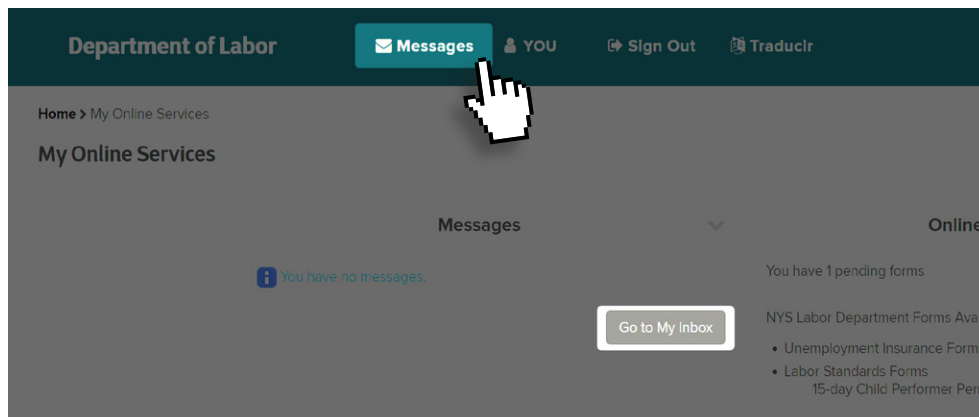 Department of Labor
Messages
YOU
Sign Out
Traducir
Home > My Online Services
My Online Services
Messages
You have no messages.
Go to My Inbox
Online
You have 1 pending forms
NYS Labor Department Forms
Unemployment Insurance Form
Labor Standards Forms
15-day Child Performer